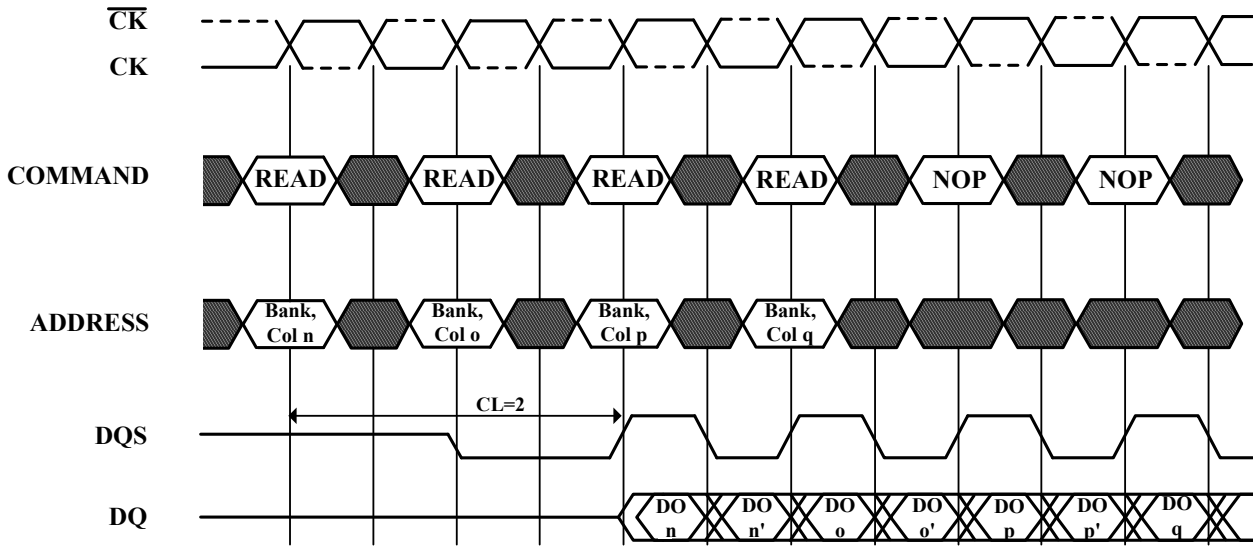 CK
CK
COMMAND
READ READ READ READ NOP NOP
ADDRESS
Bank, Col n
Bank, Col o
Bank, Col p
Bank, Col q
CL=2
DQS
DQ
DO n
DO n'
DO o
DO o'
DO p
DO p'
DO q